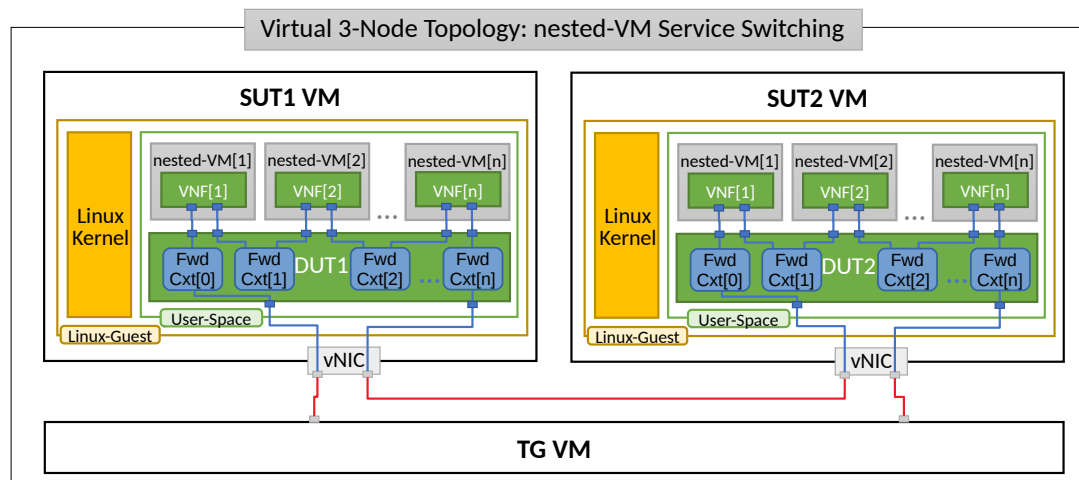 Virtual 3-Node Topology: nested-VM Service Switching
SUT1 VM
Linux
Kernel
nested-VM[1]
VNF[1]
nested-VM[2]
VNF[2]
...
nested-VM[n]
VNF[n]
DUT1
Fwd
Cxt[0]
Fwd
Cxt[1]
Fwd
Cxt[2]
...
Fwd
Cxt[n]
User-Space
Linux-Guest
vNIC
SUT2 VM
Linux
Kernel
nested-VM[1]
VNF[1]
nested-VM[2]
VNF[2]
...
nested-VM[n]
VNF[n]
DUT2
Fwd
Cxt[0]
Fwd
Cxt[1]
Fwd
Cxt[2]
...
Fwd
Cxt[n]
User-Space
Linux-Guest
vNIC
TG VM